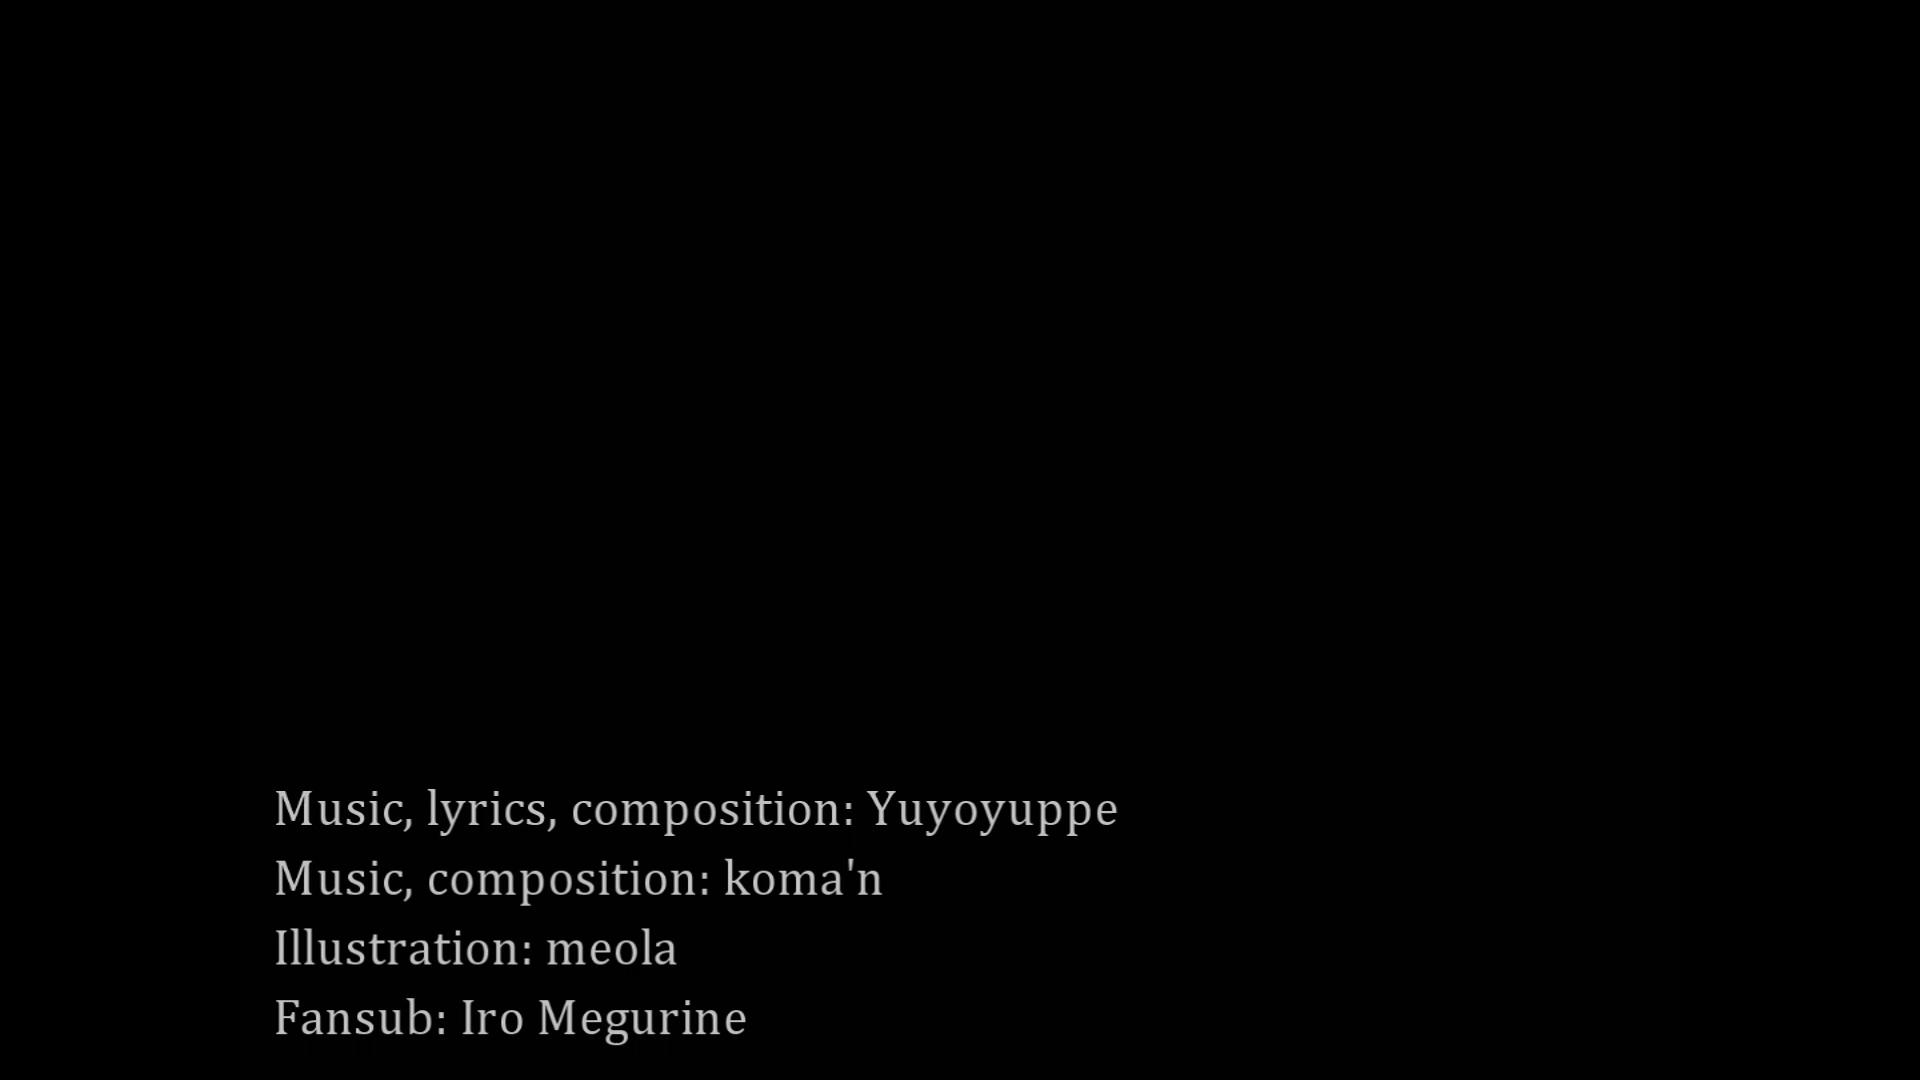 Music, lyrics, composition: Yuyoyuppe
Music, composition: koma'n
Illustration: meola
Fansub: Iro Megurine